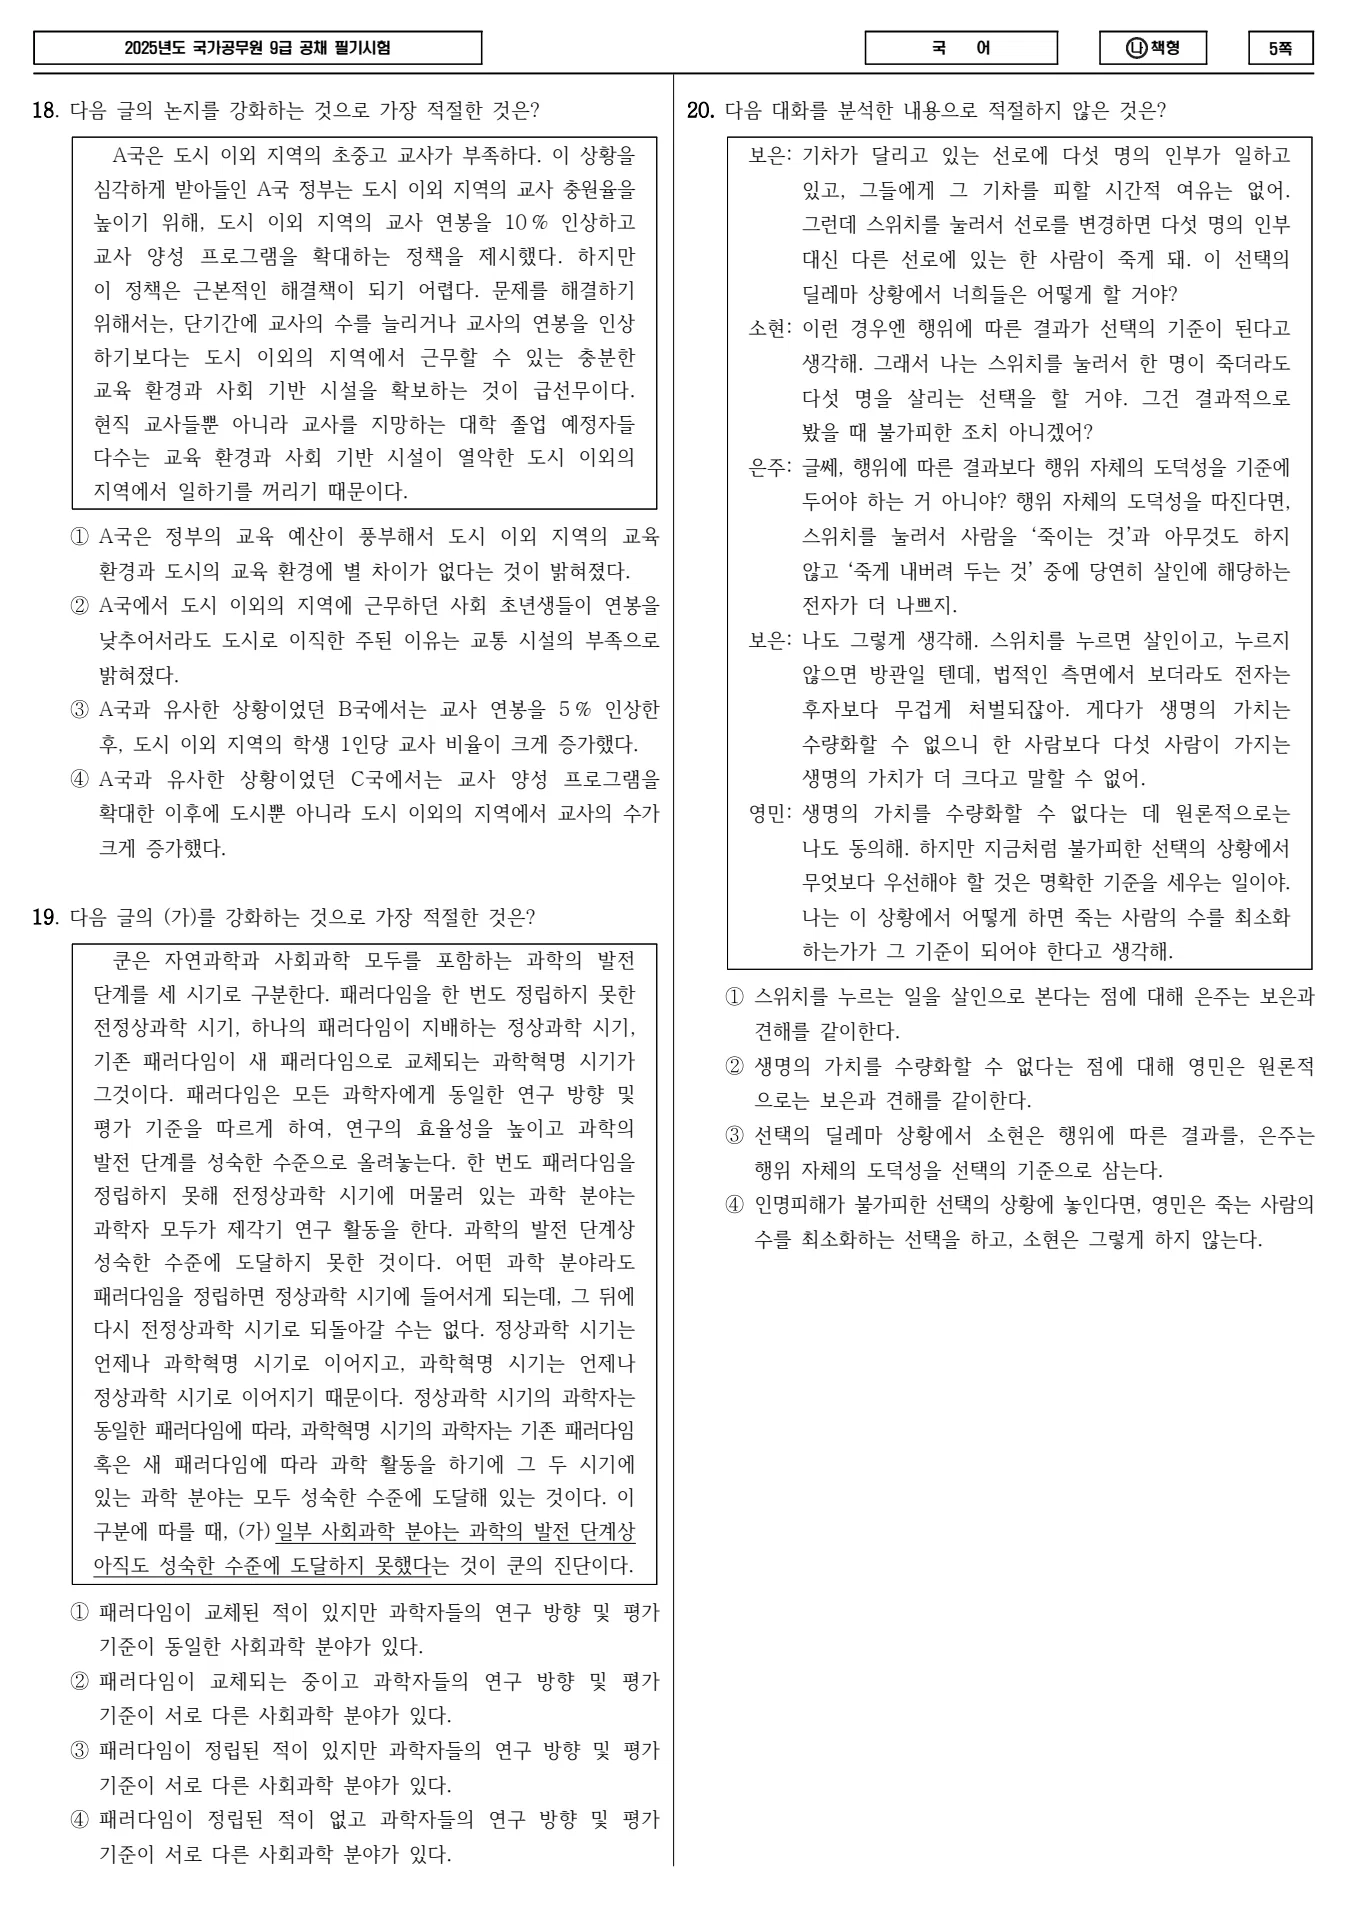 2025년도 국가공무원 9급 공채 필기시험
국 어
㉯책형
5쪽
18. 다음 글의 논지를 강화하는 것으로 가장 적절한 것은?
A국은 도시 이외 지역의 초중고 교사가 부족하다. 이 상황을
심각하게 받아들인 A국 정부는 도시 이외 지역의 교사 충원율을
높이기 위해, 도시 이외 지역의 교사 연봉을 10% 인상하고
교사 양성 프로그램을 확대하는 정책을 제시했다. 하지만
이 정책은 근본적인 해결책이 되기 어렵다. 문제를 해결하기
위해서는, 단기간에 교사의 수를 늘리거나 교사의 연봉을 인상
하기보다는 도시 이외의 지역에서 근무할 수 있는 충분한
교육 환경과 사회 기반 시설을 확보하는 것이 급선무이다.
현직 교사들뿐 아니라 교사를 지망하는 대학 졸업 예정자들
다수는 교육 환경과 사회 기반 시설이 열악한 도시 이외의
지역에서 일하기를 꺼리기 때문이다.
① A국은 정부의 교육 예산이 풍부해서 도시 이외 지역의 교육
환경과 도시의 교육 환경에 별 차이가 없다는 것이 밝혀졌다.
② A국에서 도시 이외의 지역에 근무하던 사회 초년생들이 연봉을
낮추어서라도 도시로 이직한 주된 이유는 교통 시설의 부족으로
밝혀졌다.
③ A국과 유사한 상황이었던 B국에서는 교사 연봉을 5% 인상한
후, 도시 이외 지역의 학생 1인당 교사 비율이 크게 증가했다.
④ A국과 유사한 상황이었던 C국에서는 교사 양성 프로그램을
확대한 이후에 도시뿐 아니라 도시 이외의 지역에서 교사의 수가
크게 증가했다.
19. 다음 글의 (가)를 강화하는 것으로 가장 적절한 것은?
쿤은 자연과학과 사회과학 모두를 포함하는 과학의 발전
단계를 세 시기로 구분한다. 패러다임을 한 번도 정립하지 못한
전정상과학 시기, 하나의 패러다임이 지배하는 정상과학 시기,
기존 패러다임이 새 패러다임으로 교체되는 과학혁명 시기가
그것이다. 패러다임은 모든 과학자에게 동일한 연구 방향 및
평가 기준을 따르게 하여, 연구의 효율성을 높이고 과학의
발전 단계를 성숙한 수준으로 올려놓는다. 한 번도 패러다임을
정립하지 못해 전정상과학 시기에 머물러 있는 과학 분야는
과학자 모두가 제각기 연구 활동을 한다. 과학의 발전 단계상
성숙한 수준에 도달하지 못한 것이다. 어떤 과학 분야라도
패러다임을 정립하면 정상과학 시기에 들어서게 되는데, 그 뒤에
다시 전정상과학 시기로 되돌아갈 수는 없다. 정상과학 시기는
언제나 과학혁명 시기로 이어지고, 과학혁명 시기는 언제나
정상과학 시기로 이어지기 때문이다. 정상과학 시기의 과학자는
동일한 패러다임에 따라, 과학혁명 시기의 과학자는 기존 패러다임
혹은 새 패러다임에 따라 과학 활동을 하기에 그 두 시기에
있는 과학 분야는 모두 성숙한 수준에 도달해 있는 것이다. 이
구분에 따를 때, (가)일부 사회과학 분야는 과학의 발전 단계상
아직도 성숙한 수준에 도달하지 못했다는 것이 쿤의 진단이다.
① 패러다임이 교체된 적이 있지만 과학자들의 연구 방향 및 평가
기준이 동일한 사회과학 분야가 있다.
② 패러다임이 교체되는 중이고 과학자들의 연구 방향 및 평가
기준이 서로 다른 사회과학 분야가 있다.
③ 패러다임이 정립된 적이 있지만 과학자들의 연구 방향 및 평가
기준이 서로 다른 사회과학 분야가 있다.
④ 패러다임이 정립된 적이 없고 과학자들의 연구 방향 및 평가
기준이 서로 다른 사회과학 분야가 있다.
20. 다음 대화를 분석한 내용으로 적절하지 않은 것은?
보은: 기차가 달리고 있는 선로에 다섯 명의 인부가 일하고
있고, 그들에게 그 기차를 피할 시간적 여유는 없어.
그런데 스위치를 눌러서 선로를 변경하면 다섯 명의 인부
대신 다른 선로에 있는 한 사람이 죽게 돼. 이 선택의
딜레마 상황에서 너희들은 어떻게 할 거야?
소현: 이런 경우엔 행위에 따른 결과가 선택의 기준이 된다고
생각해. 그래서 나는 스위치를 눌러서 한 명이 죽더라도
다섯 명을 살리는 선택을 할 거야. 그건 결과적으로
봤을 때 불가피한 조치 아니겠어?
은주: 글쎄, 행위에 따른 결과보다 행위 자체의 도덕성을 기준에
두어야 하는 거 아니야? 행위 자체의 도덕성을 따진다면,
스위치를 눌러서 사람을 ‘죽이는 것’과 아무것도 하지
않고 ‘죽게 내버려 두는 것’ 중에 당연히 살인에 해당하는
전자가 더 나쁘지.
보은: 나도 그렇게 생각해. 스위치를 누르면 살인이고, 누르지
않으면 방관일 텐데, 법적인 측면에서 보더라도 전자는
후자보다 무겁게 처벌되잖아. 게다가 생명의 가치는
수량화할 수 없으니 한 사람보다 다섯 사람이 가지는
생명의 가치가 더 크다고 말할 수 없어.
영민: 생명의 가치를 수량화할 수 없다는 데 원론적으로는
나도 동의해. 하지만 지금처럼 불가피한 선택의 상황에서
무엇보다 우선해야 할 것은 명확한 기준을 세우는 일이야.
나는 이 상황에서 어떻게 하면 죽는 사람의 수를 최소화
하는가가 그 기준이 되어야 한다고 생각해.
① 스위치를 누르는 일을 살인으로 본다는 점에 대해 은주는 보은과
견해를 같이한다.
② 생명의 가치를 수량화할 수 없다는 점에 대해 영민은 원론적
으로는 보은과 견해를 같이한다.
③ 선택의 딜레마 상황에서 소현은 행위에 따른 결과를, 은주는
행위 자체의 도덕성을 선택의 기준으로 삼는다.
④ 인명피해가 불가피한 선택의 상황에 놓인다면, 영민은 죽는 사람의
수를 최소화하는 선택을 하고, 소현은 그렇게 하지 않는다.